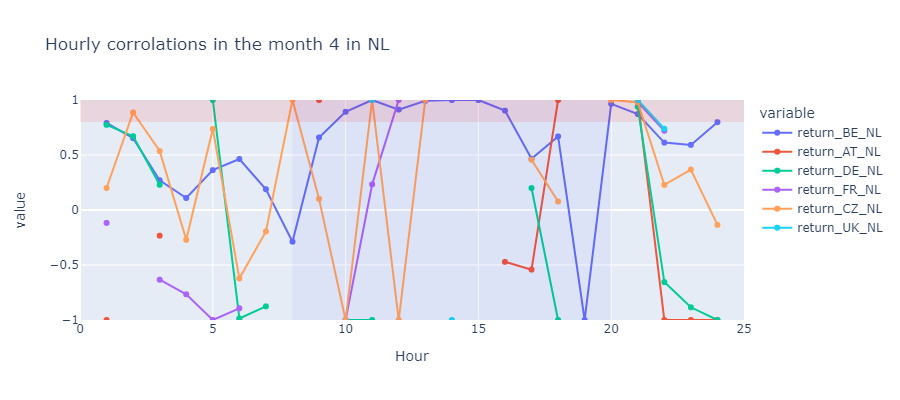 Hourly corrolations in the month 4 in NL
variable
return_BE_NL
return_AT_NL
return_DE_NL
return_FR_NL
return_CZ_NL
return_UK_NL
value
1
0.5
0
−0.5
−1
0 5 10 15 20 25
Hour